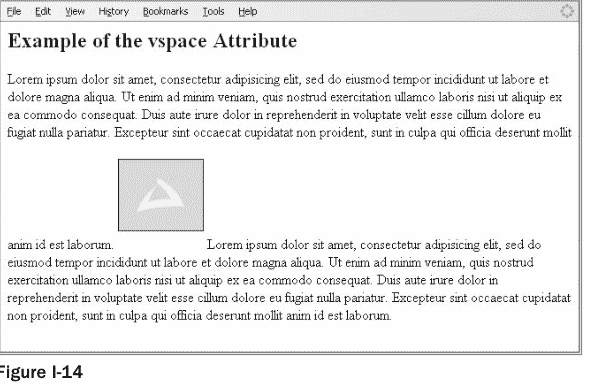 File Edit View History Bookmarks Tools Help
Example of the vspace Attribute
Lorem ipsum dolor sit amet, consectetur adipisicing elit, sed do eiusmod tempor incididunt ut labore et
dolore magna aliqua. Ut enim ad minim veniam, quis nostrud exercitation ullamco laboris nisi ut aliquip ex
ea commodo consequat. Duis aute irure dolor in reprehenderit in voluptate velit esse cillum dolore eu
fugiat nulla pariatur. Excepteur sint occaecat cupidatat non proident, sunt in culpa qui officia deserunt mollit
anim id est laborum. Lorem ipsum dolor sit amet, consectetur adipisicing elit, sed do
eiusmod tempor incididunt ut labore et dolore magna aliqua. Ut enim ad minim veniam, quis nostrud
exercitation ullamco laboris nisi ut aliquip ex ea commodo consequat. Duis aute irure dolor in
reprehenderit in voluptate velit esse cillum dolore eu fugiat nulla pariatur. Excepteur sint occaecat cupidatat
non proident, sunt in culpa qui officia deserunt mollit anim id est laborum.
Figure I-14